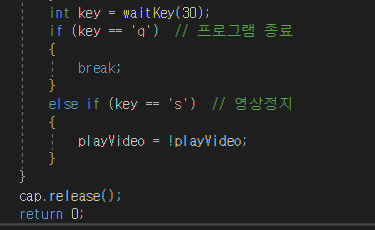 int key = waitKey(30);
if (key == 'q')  // 프로그램 종료
{
break;
}
else if (key == 's')  // 영상정지
{
playVideo = !playVideo;
}
}
cap.release();
return 0;